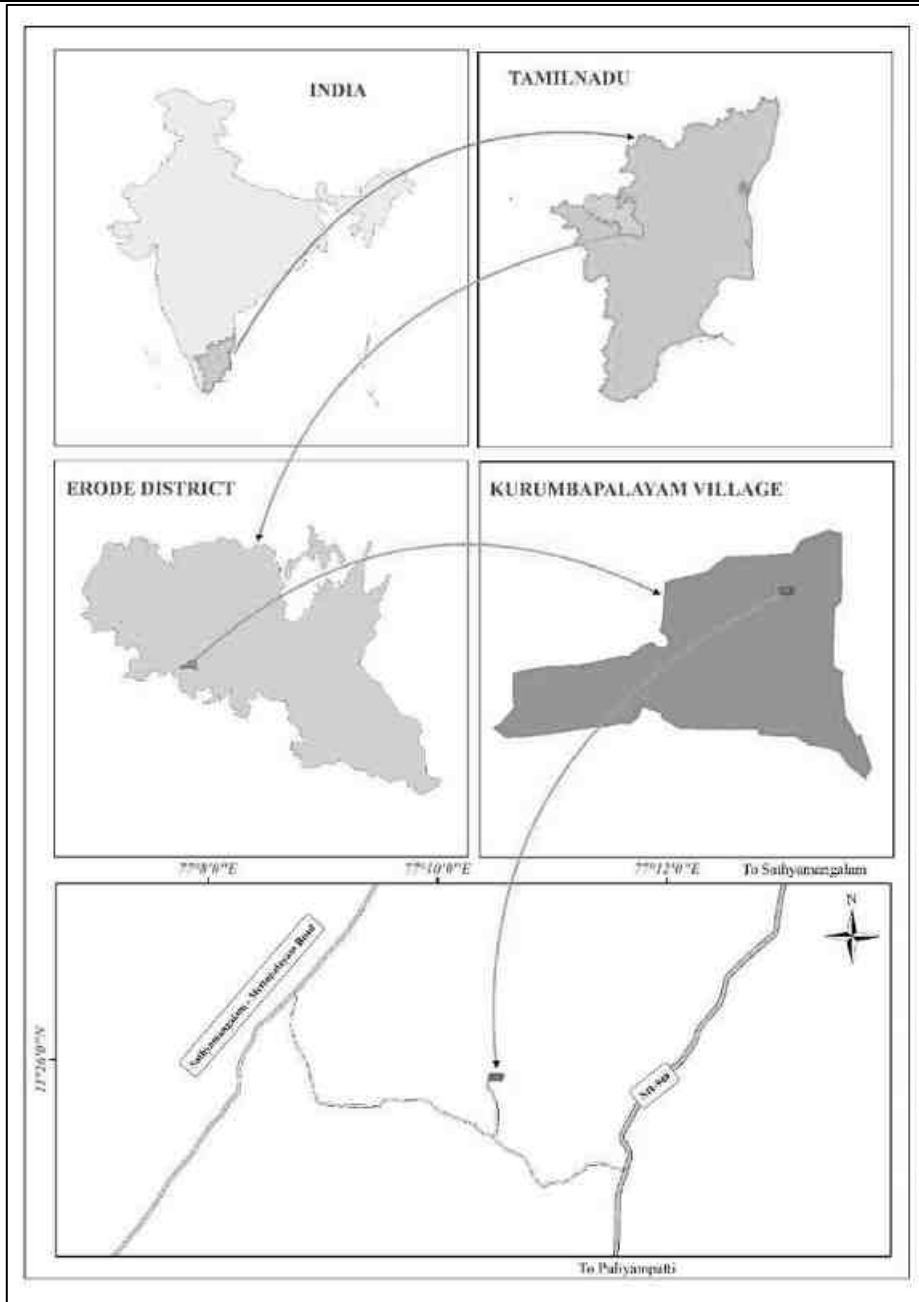 INDIA
TAMILNADU
ERODE DISTRICT
KURUMBAPALAYAM VILLAGE
77°8'0"E
77°10'0"E
77°12'0"E
To Sathyamangalam
N
Sathyamangalam - Mettupalayam Road
11°26'0"N
NH-948
To Puliyampatti